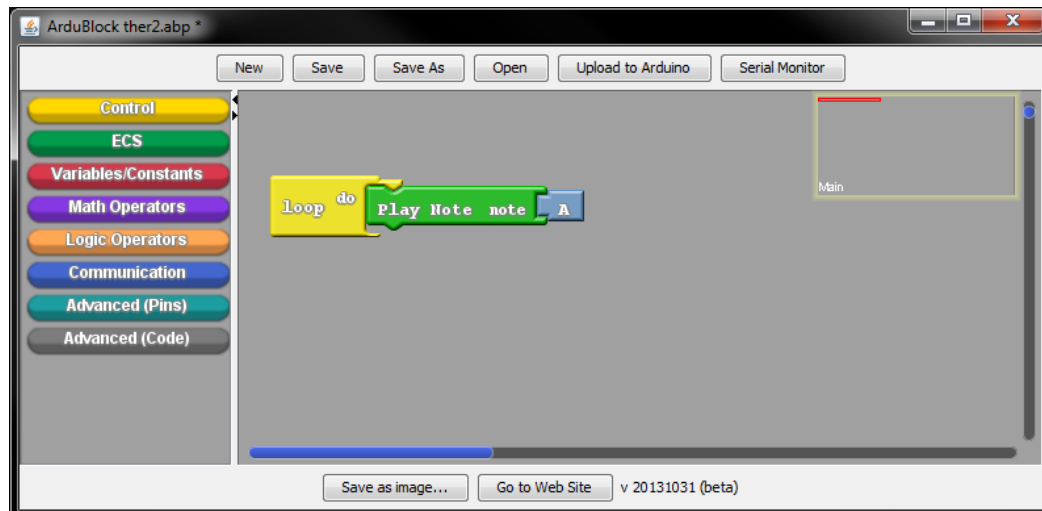 ArduBlock ther2.abp *
New Save Save As Open Upload to Arduino Serial Monitor
Control
ECS
Variables/Constants
Math Operators
Logic Operators
Communication
Advanced (Pins)
Advanced (Code)
loop do Play Note note A
Main
Save as image... Go to Web Site v 20131031 (beta)